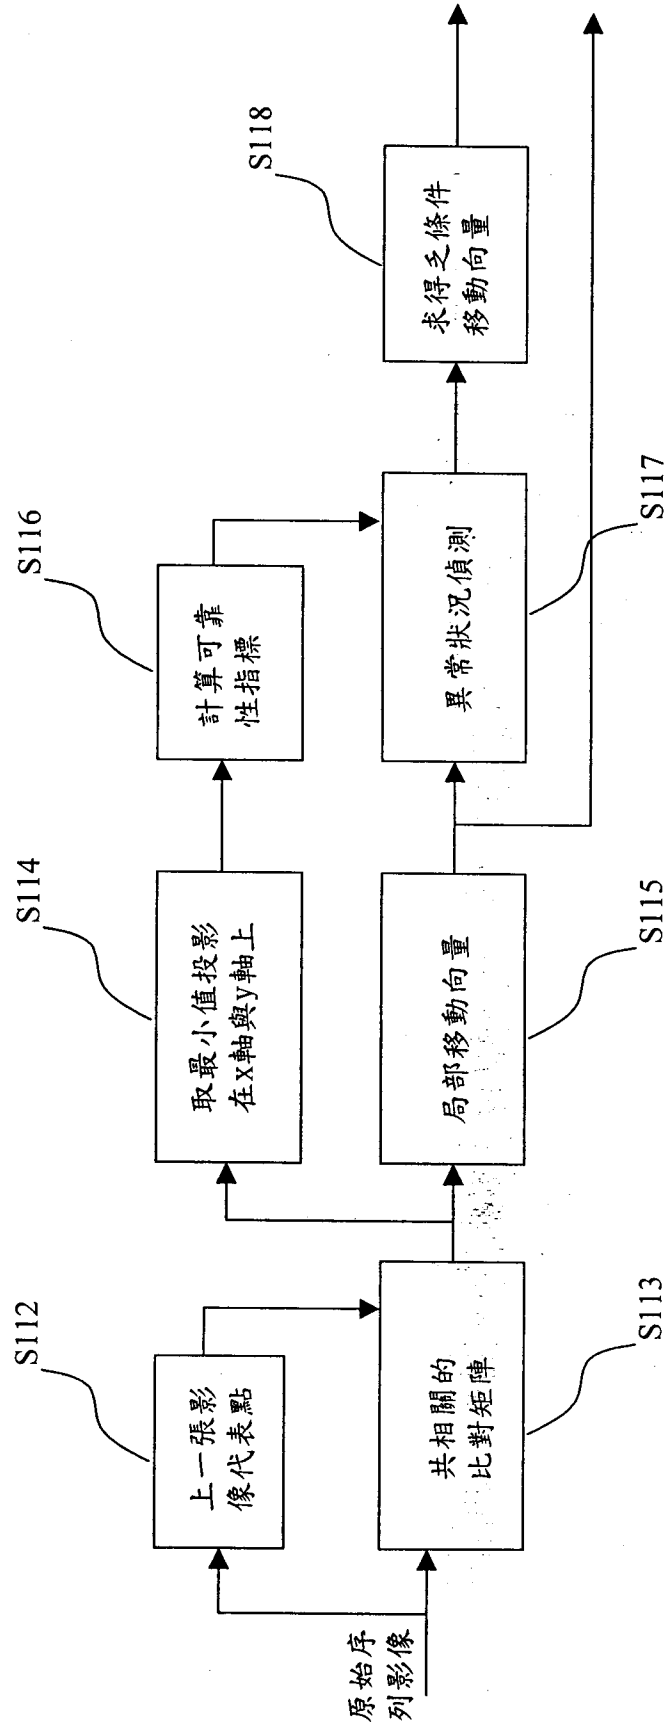 原始序
列影像
S112
上一張影
像代表點
S113
共相關的
比對矩陣
S114
取最小值投影
在x軸與y軸上
S115
局部移動向量
S116
計算可靠
性指標
S117
異常狀況偵測
S118
求得乏條件
移動向量